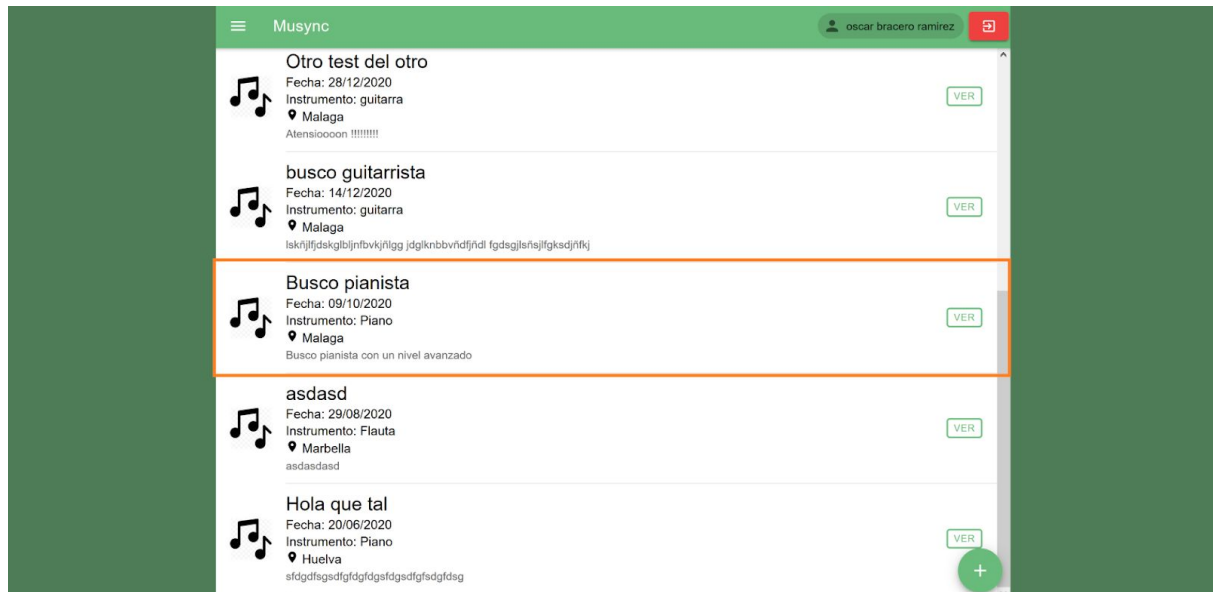 Musync
oscar bracero ramirez
Otro test del otro
Fecha: 28/12/2020
Instrumento: guitarra
Malaga
Atensioooon !!!!!!!!!
VER
busco guitarrista
Fecha: 14/12/2020
Instrumento: guitarra
Malaga
VER
Busco pianista
Fecha: 09/10/2020
Instrumento: Piano
Malaga
Busco pianista con un nivel avanzado
VER
asdasd
Fecha: 29/08/2020
Instrumento: Flauta
Marbella
asdasdasd
VER
Hola que tal
Fecha: 20/06/2020
Instrumento: Piano
Huelva
sfdgdfsgsdfgfdgfdgsfdgsdfgfsdgfdsg
VER